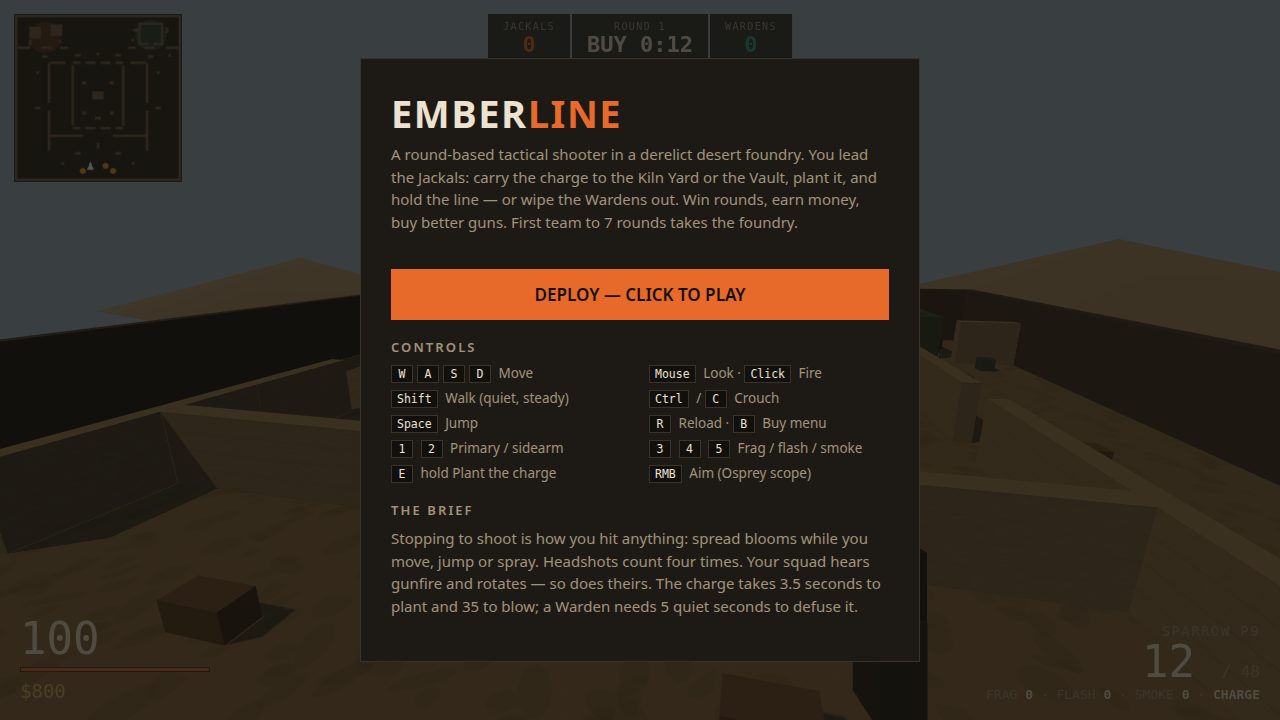 JACKALS
0
ROUND 1
BUY 0:12
WARDENS
0
EMBERLINE
A round-based tactical shooter in a derelict desert foundry. You lead
the Jackals: carry the charge to the Kiln Yard or the Vault, plant it, and
hold the line — or wipe the Wardens out. Win rounds, earn money,
buy better guns. First team to 7 rounds takes the foundry.
DEPLOY — CLICK TO PLAY
CONTROLS
W A S D Move
Mouse Look · Click Fire
Shift Walk (quiet, steady)
Ctrl / C Crouch
Space Jump
R Reload · B Buy menu
1 2 Primary / sidearm
3 4 5 Frag / flash / smoke
E hold Plant the charge
RMB Aim (Osprey scope)
THE BRIEF
Stopping to shoot is how you hit anything: spread blooms while you
move, jump or spray. Headshots count four times. Your squad hears
gunfire and rotates — so does theirs. The charge takes 3.5 seconds to
plant and 35 to blow; a Warden needs 5 quiet seconds to defuse it.
100
$800
SPARROW P9
12 / 48
FRAG 0 · FLASH 0 · SMOKE 0 · CHARGE